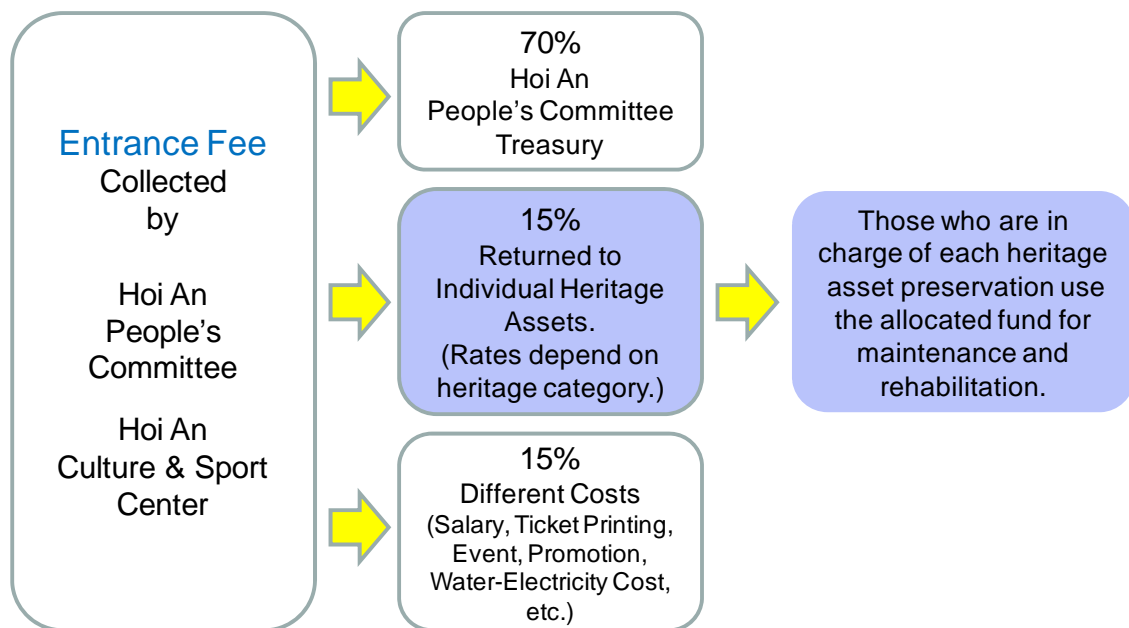 Entrance Fee
Collected
by
Hoi An
People's
Committee
Hoi An
Culture & Sport
Center
70%
Hoi An
People's Committee
Treasury
15%
Returned to
Individual Heritage
Assets.
(Rates depend on
heritage category.)
Those who are in
charge of each heritage
asset preservation use
the allocated fund for
maintenance and
rehabilitation.
15%
Different Costs
(Salary, Ticket Printing,
Event, Promotion,
Water-Electricity Cost,
etc.)